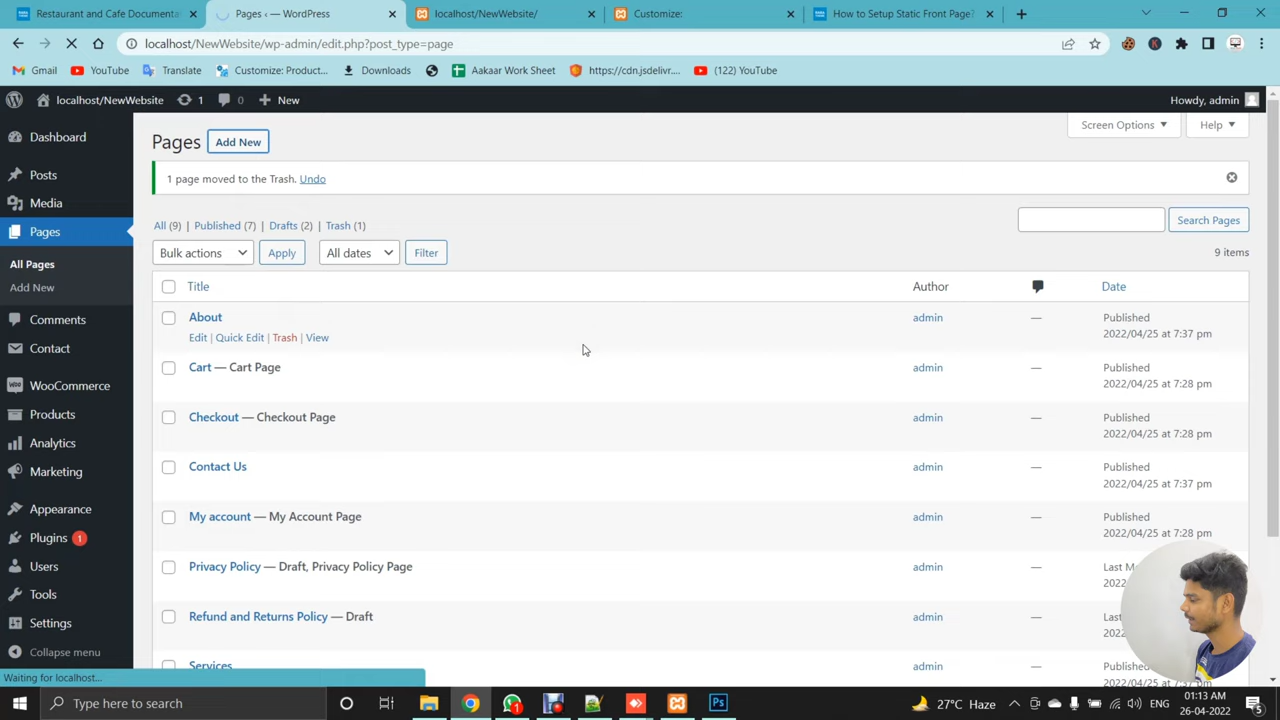 Restaurant and Cafe Documenta
Pages ‹ — WordPress
localhost/NewWebsite/
Customize:
How to Setup Static Front Page?
localhost/NewWebsite/wp-admin/edit.php?post_type=page
Gmail
YouTube
Translate
Customize: Product...
Downloads
Aakaar Work Sheet
https://cdn.jsdelivr....
(122) YouTube
localhost/NewWebsite
1
0
New
Howdy, admin
Dashboard
Posts
Media
Pages
All Pages
Add New
Comments
Contact
WooCommerce
Products
Analytics
Marketing
Appearance
Plugins 1
Users
Tools
Settings
Collapse menu
Pages Add New
Screen Options
Help
1 page moved to the Trash. Undo
All (9) | Published (7) | Drafts (2) | Trash (1)
Search Pages
Bulk actions Apply All dates Filter
9 items
Title Author Date
About admin — Published
2022/04/25 at 7:37 pm
Edit | Quick Edit | Trash | View
Cart — Cart Page admin — Published
2022/04/25 at 7:28 pm
Checkout — Checkout Page admin — Published
2022/04/25 at 7:28 pm
Contact Us admin — Published
2022/04/25 at 7:37 pm
My account — My Account Page admin — Published
2022/04/25 at 7:28 pm
Privacy Policy — Draft, Privacy Policy Page admin — Last M
2022
Refund and Returns Policy — Draft admin —
2022
Services admin —
Waiting for localhost...
Type here to search
1
Ps
27°C Haze
ENG
01:13 AM
26-04-2022
5